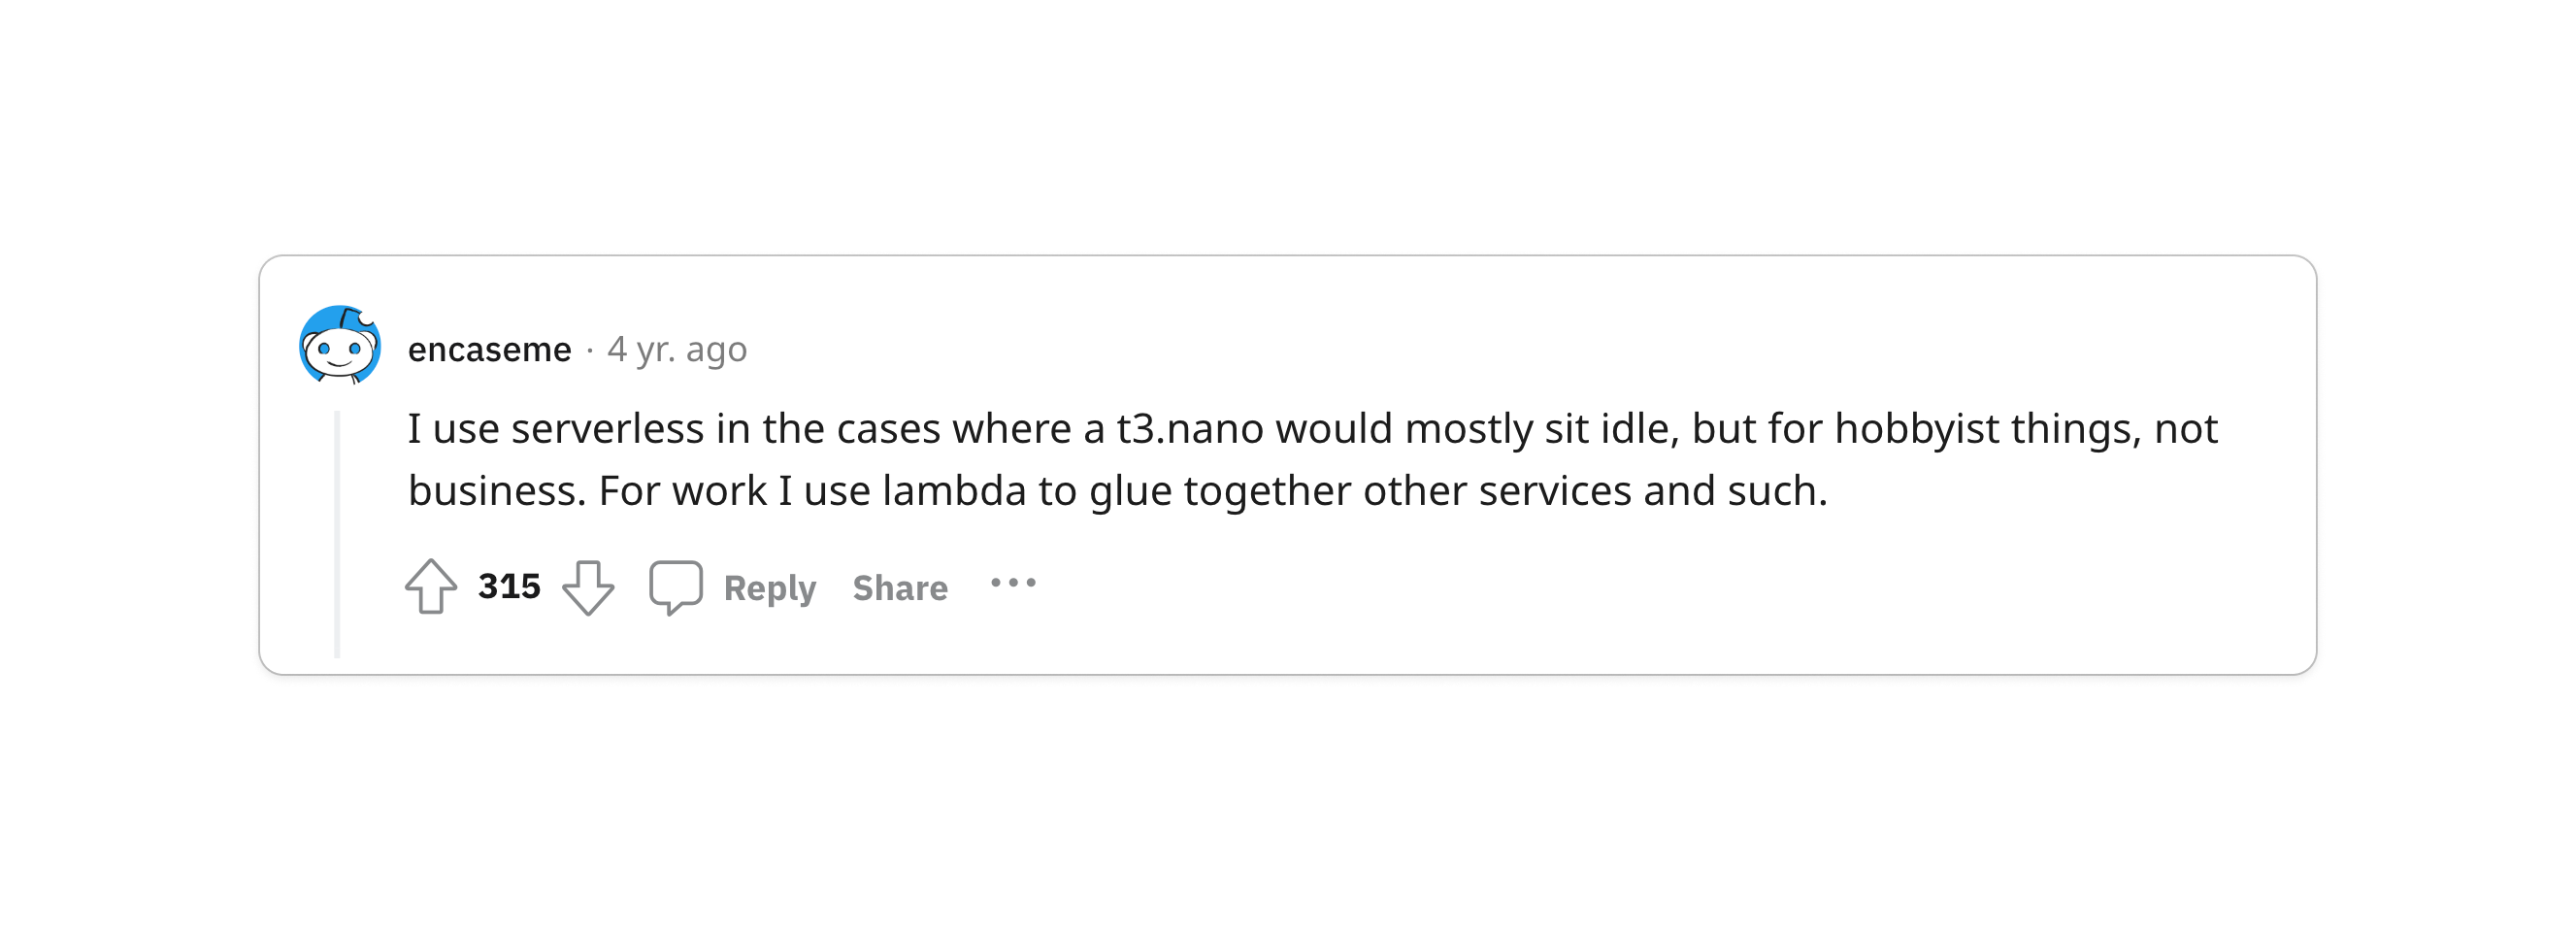 encaseme · 4 yr. ago
I use serverless in the cases where a t3.nano would mostly sit idle, but for hobbyist things, not
business. For work I use lambda to glue together other services and such.
315 Reply Share ...